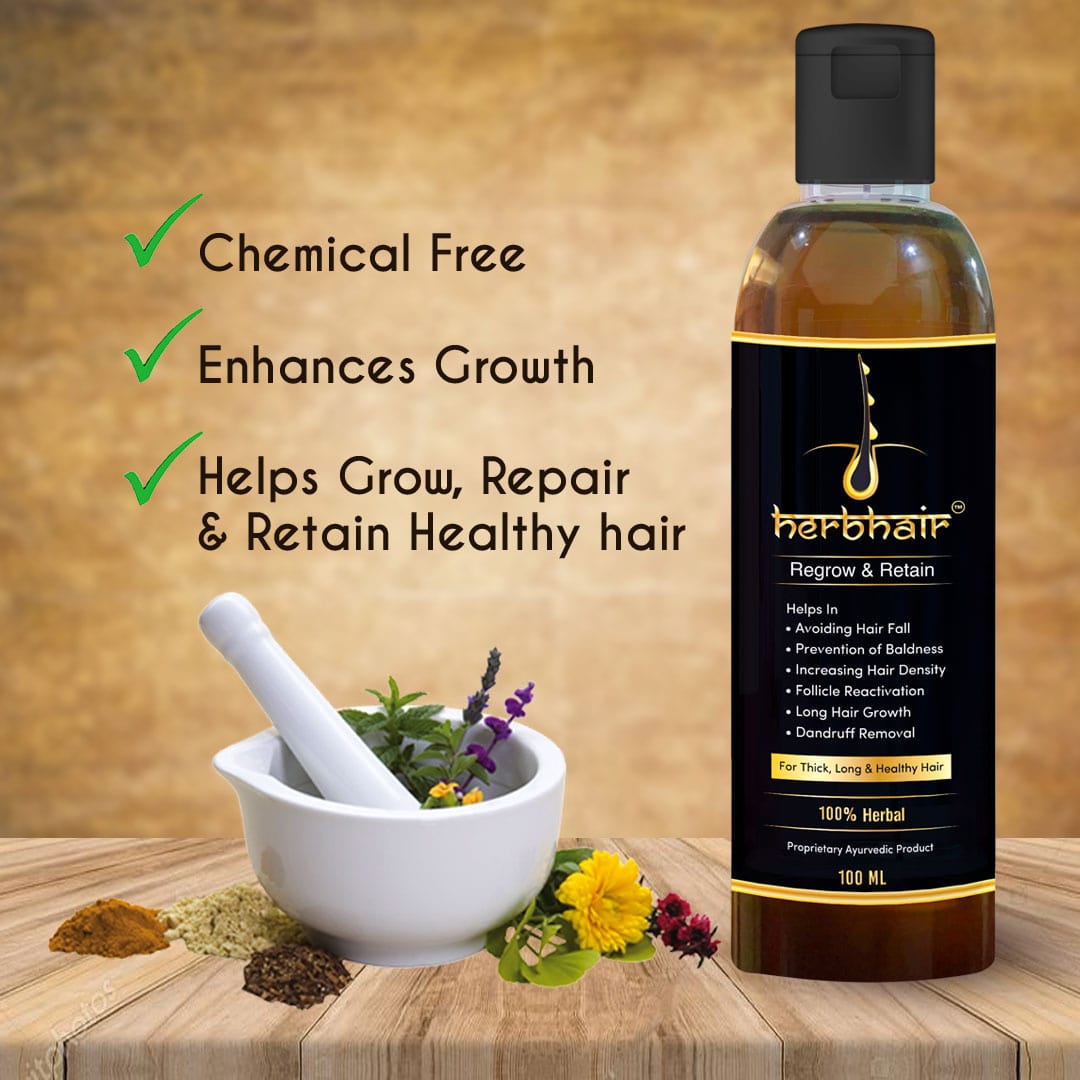 Chemical Free
Enhances Growth
Helps Grow, Repair
& Retain Healthy hair
herbhair™
Regrow & Retain
Helps In
• Avoiding Hair Fall
• Prevention of Baldness
• Increasing Hair Density
• Follicle Reactivation
• Long Hair Growth
• Dandruff Removal
For Thick, Long & Healthy Hair
100% Herbal
Proprietary Ayurvedic Product
100 ML